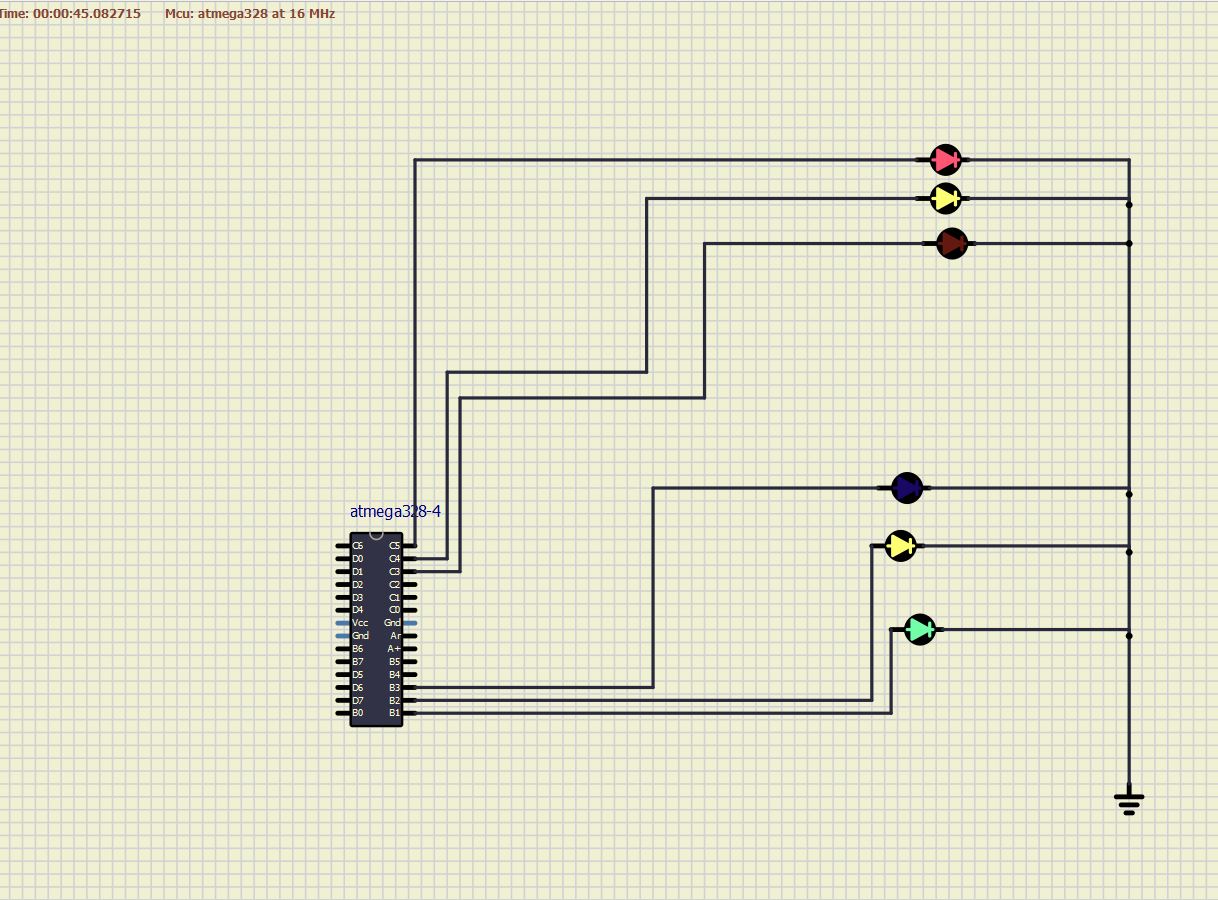 Time: 00:00:45.082715 Mcu: atmega328 at 16 MHz
atmega328-4
C6 C5
D0 C4
D1 C3
D2 C2
D3 C1
D4 C0
Vcc Gnd
Gnd Ar
B6 A+
B7 B5
D5 B4
D6 B3
D7 B2
B0 B1